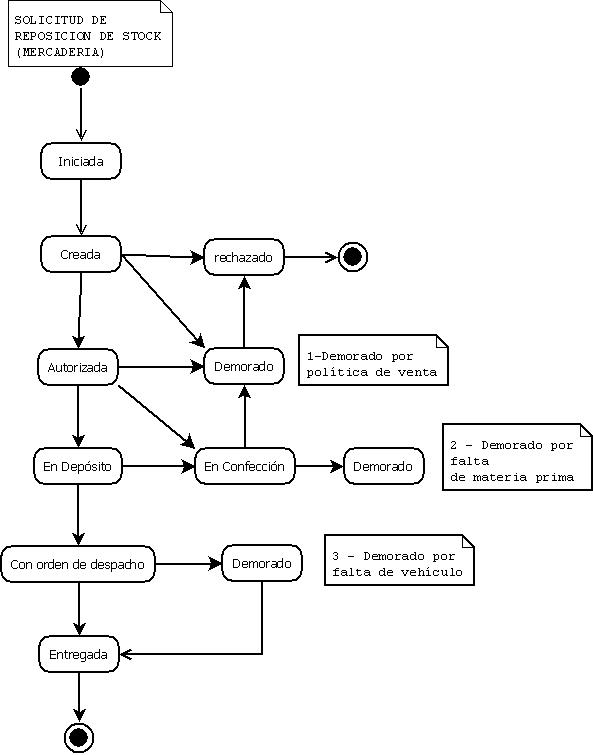 SOLICITUD DE
REPOSICION DE STOCK
(MERCADERIA)
Iniciada
Creada
rechazado
Autorizada
Demorado
1-Demorado por
política de venta
En Depósito
En Confección
Demorado
2 - Demorado por
falta
de materia prima
Con orden de despacho
Demorado
3 - Demorado por
falta de vehículo
Entregada